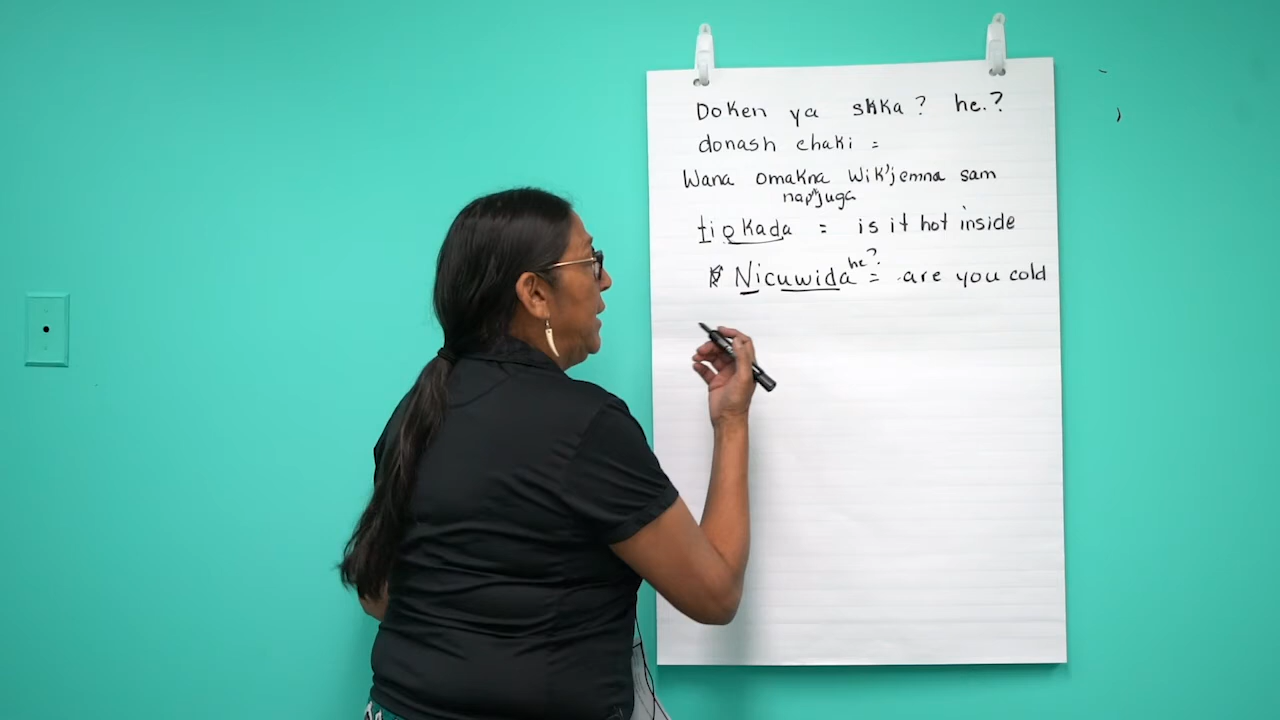 Doken ya skka? he.?
donash chaki =
Wana omakna wik'jemna sam
nap*juga
tiokada = is it hot inside
Nicuwida he? = are you cold